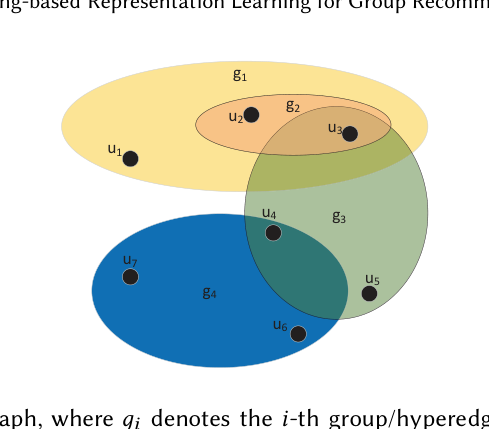 ng-based Representation Learning for Group Recomm
g1
g2
u2
u3
u1
u4
g3
u7
u5
g4
u6
aph, where gi denotes the i-th group/hyperedg